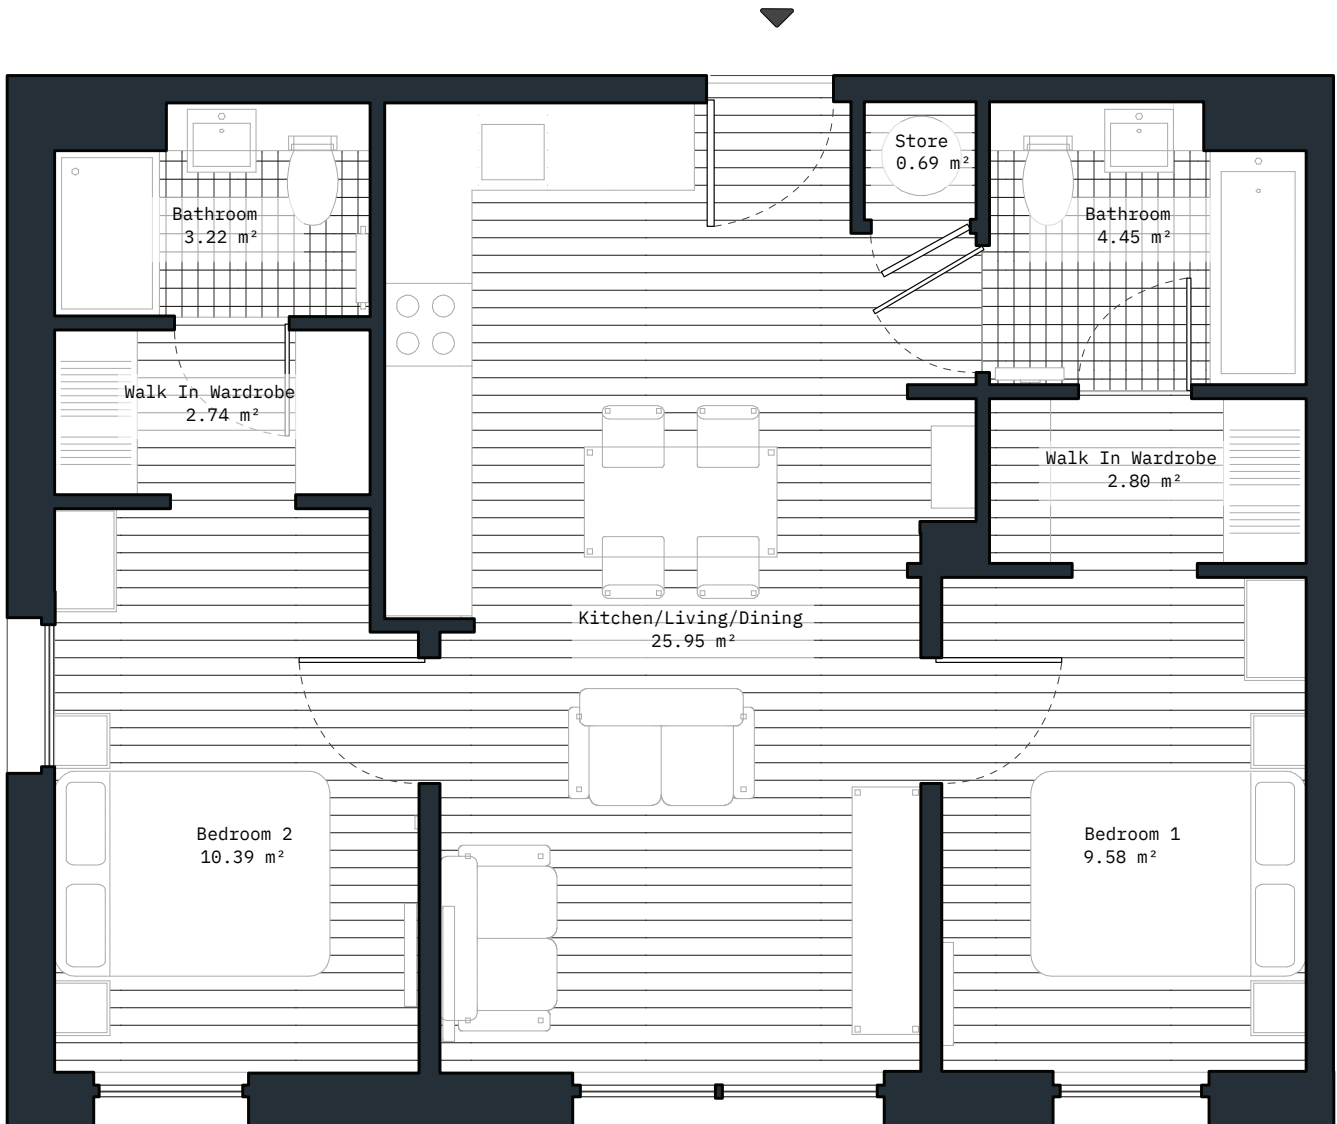 Store
0.69 m²
Bathroom
3.22 m²
Bathroom
4.45 m²
Walk In Wardrobe
2.74 m²
Walk In Wardrobe
2.80 m²
Kitchen/Living/Dining
25.95 m²
Bedroom 2
10.39 m²
Bedroom 1
9.58 m²